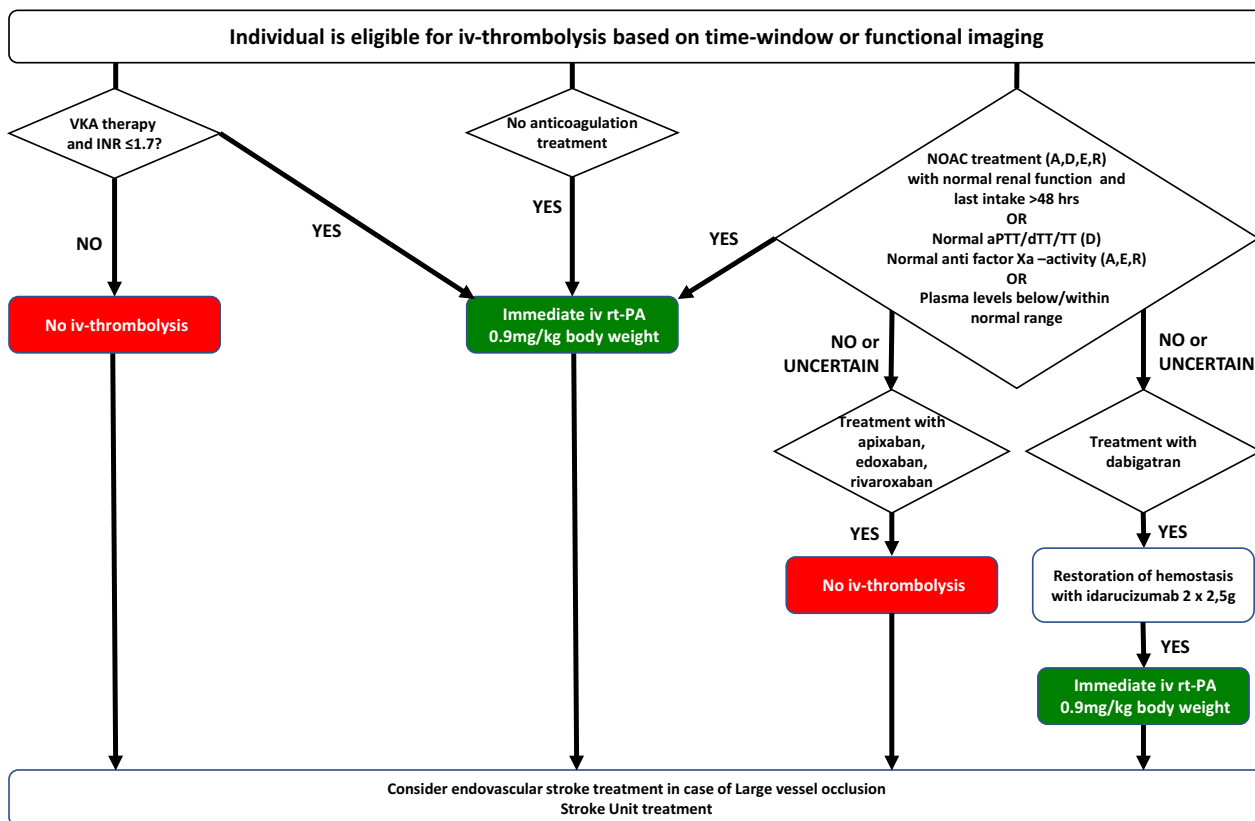 Individual is eligible for iv-thrombolysis based on time-window or functional imaging
VKA therapy
and INR ≤1.7?
No anticoagulation
treatment
NOAC treatment (A,D,E,R)
with normal renal function and
last intake >48 hrs
OR
Normal aPTT/dTT/TT (D)
Normal anti factor Xa –activity (A,E,R)
OR
Plasma levels below/within
normal range
NO
YES
YES
YES
No iv-thrombolysis
Immediate iv rt-PA
0.9mg/kg body weight
NO or
UNCERTAIN
NO or
UNCERTAIN
Treatment with
apixaban,
edoxaban,
rivaroxaban
Treatment with
dabigatran
YES
YES
No iv-thrombolysis
Restoration of hemostasis
with idarucizumab 2 x 2,5g
YES
Immediate iv rt-PA
0.9mg/kg body weight
Consider endovascular stroke treatment in case of Large vessel occlusion
Stroke Unit treatment